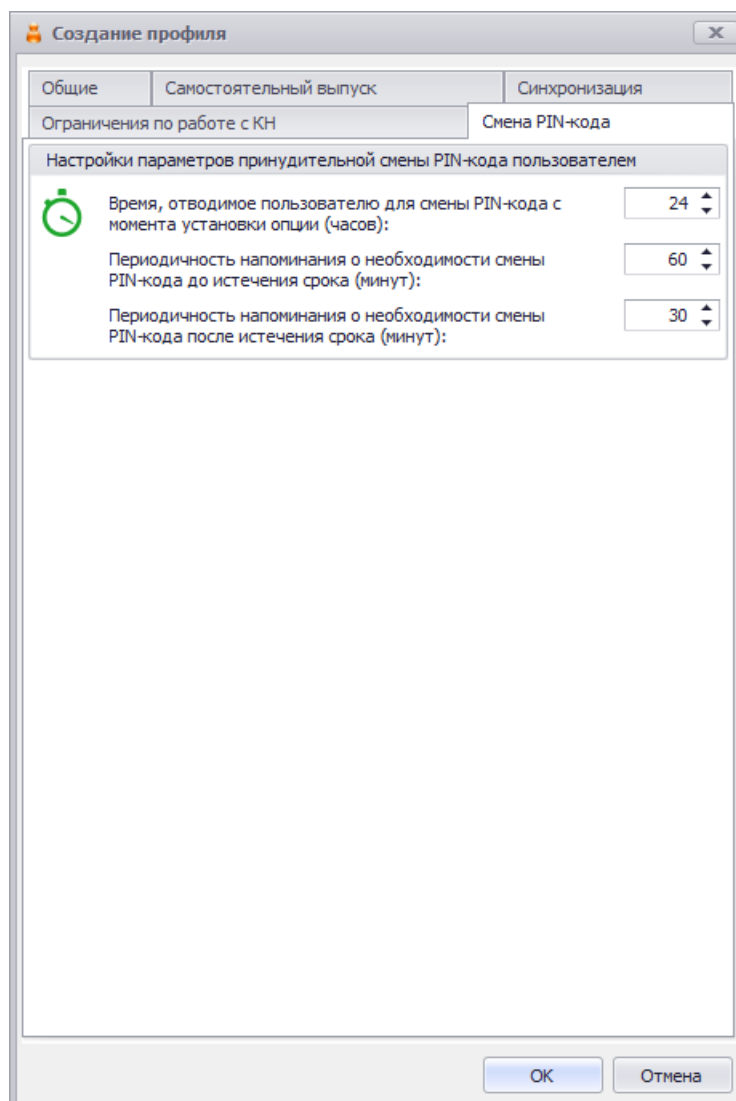 Создание профиля
Общие
Самостоятельный выпуск
Синхронизация
Ограничения по работе с КН
Смена PIN-кода
Настройки параметров принудительной смены PIN-кода пользователем
Время, отводимое пользователю для смены PIN-кода с
момента установки опции (часов):
24
Периодичность напоминания о необходимости смены
PIN-кода до истечения срока (минут):
60
Периодичность напоминания о необходимости смены
PIN-кода после истечения срока (минут):
30
OK
Отмена